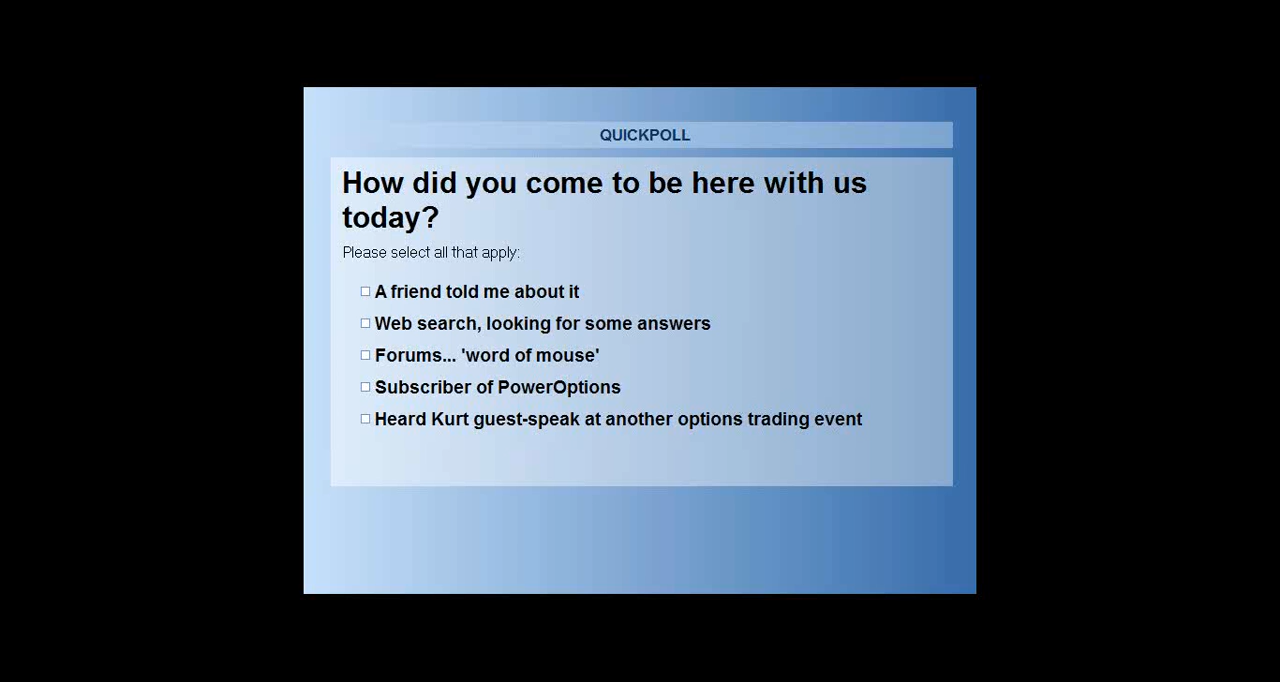 QUICKPOLL
How did you come to be here with us
today?
Please select all that apply:
A friend told me about it
Web search, looking for some answers
Forums... 'word of mouse'
Subscriber of PowerOptions
Heard Kurt guest-speak at another options trading event